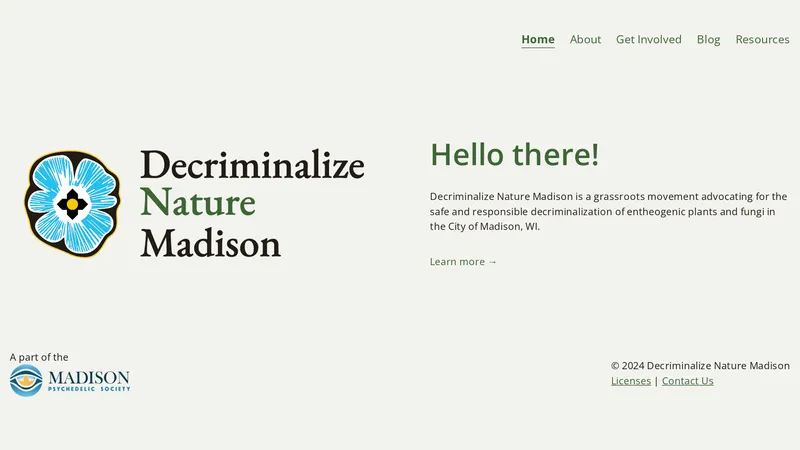 Home About Get Involved Blog Resources
Decriminalize
Nature
Madison
Hello there!
Decriminalize Nature Madison is a grassroots movement advocating for the
safe and responsible decriminalization of entheogenic plants and fungi in
the City of Madison, WI.
Learn more →
A part of the
MADISON
PSYCHEDELIC SOCIETY
© 2024 Decriminalize Nature Madison
Licenses | Contact Us